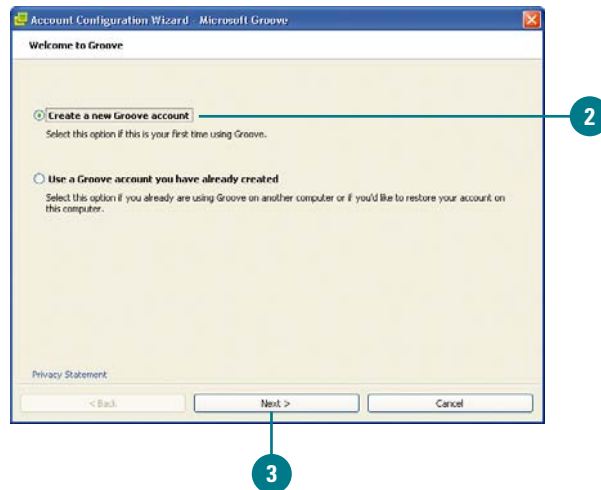 Account Configuration Wizard - Microsoft Groove
Welcome to Groove
Create a new Groove account
2
Select this option if this is your first time using Groove.
Use a Groove account you have already created
Select this option if you already are using Groove on another computer or if you'd like to restore your account on
this computer.
Privacy Statement
< Back
Next >
Cancel
3